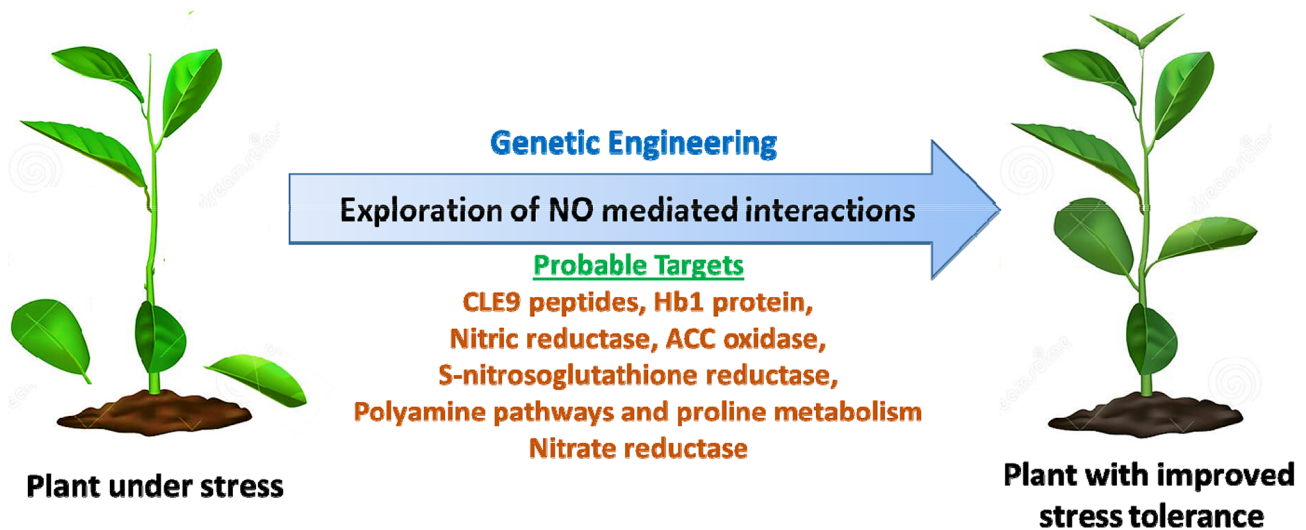 Genetic Engineering
Exploration of NO mediated interactions
Probable Targets
CLE9 peptides, Hb1 protein,
Nitric reductase, ACC oxidase,
S-nitrosoglutathione reductase,
Polyamine pathways and proline metabolism
Nitrate reductase
Plant under stress
Plant with improved
stress tolerance